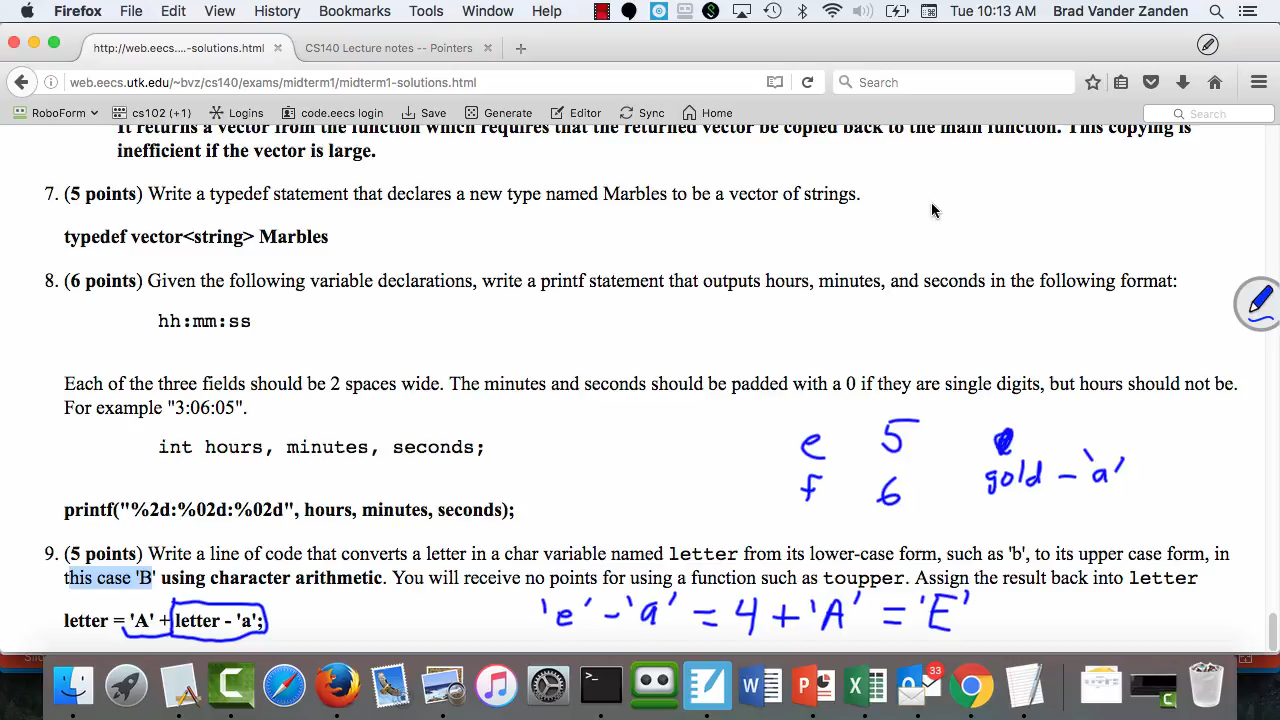 Firefox File Edit View History Bookmarks Tools Window Help Tue 10:13 AM Brad Vander Zanden
http://web.eecs....-solutions.html CS140 Lecture notes -- Pointers
web.eecs.utk.edu/~bvz/cs140/exams/midterm1/midterm1-solutions.html Search
RoboForm cs102 (+1) Logins code.eecs login Save Generate Editor Sync Home Search
It returns a vector from the function which requires that the returned vector be copied back to the main function. This copying is
inefficient if the vector is large.
7. (5 points) Write a typedef statement that declares a new type named Marbles to be a vector of strings.
typedef vector<string> Marbles
8. (6 points) Given the following variable declarations, write a printf statement that outputs hours, minutes, and seconds in the following format:
hh:mm:ss
Each of the three fields should be 2 spaces wide. The minutes and seconds should be padded with a 0 if they are single digits, but hours should not be.
For example "3:06:05".
int hours, minutes, seconds;
e 5
f 6 gold - 'a'
printf("%2d:%02d:%02d", hours, minutes, seconds);
9. (5 points) Write a line of code that converts a letter in a char variable named letter from its lower-case form, such as 'b', to its upper case form, in
this case 'B' using character arithmetic. You will receive no points for using a function such as toupper. Assign the result back into letter
letter = 'A' + letter - 'a'; 'e' - 'a' = 4 + 'A' = 'E'
33